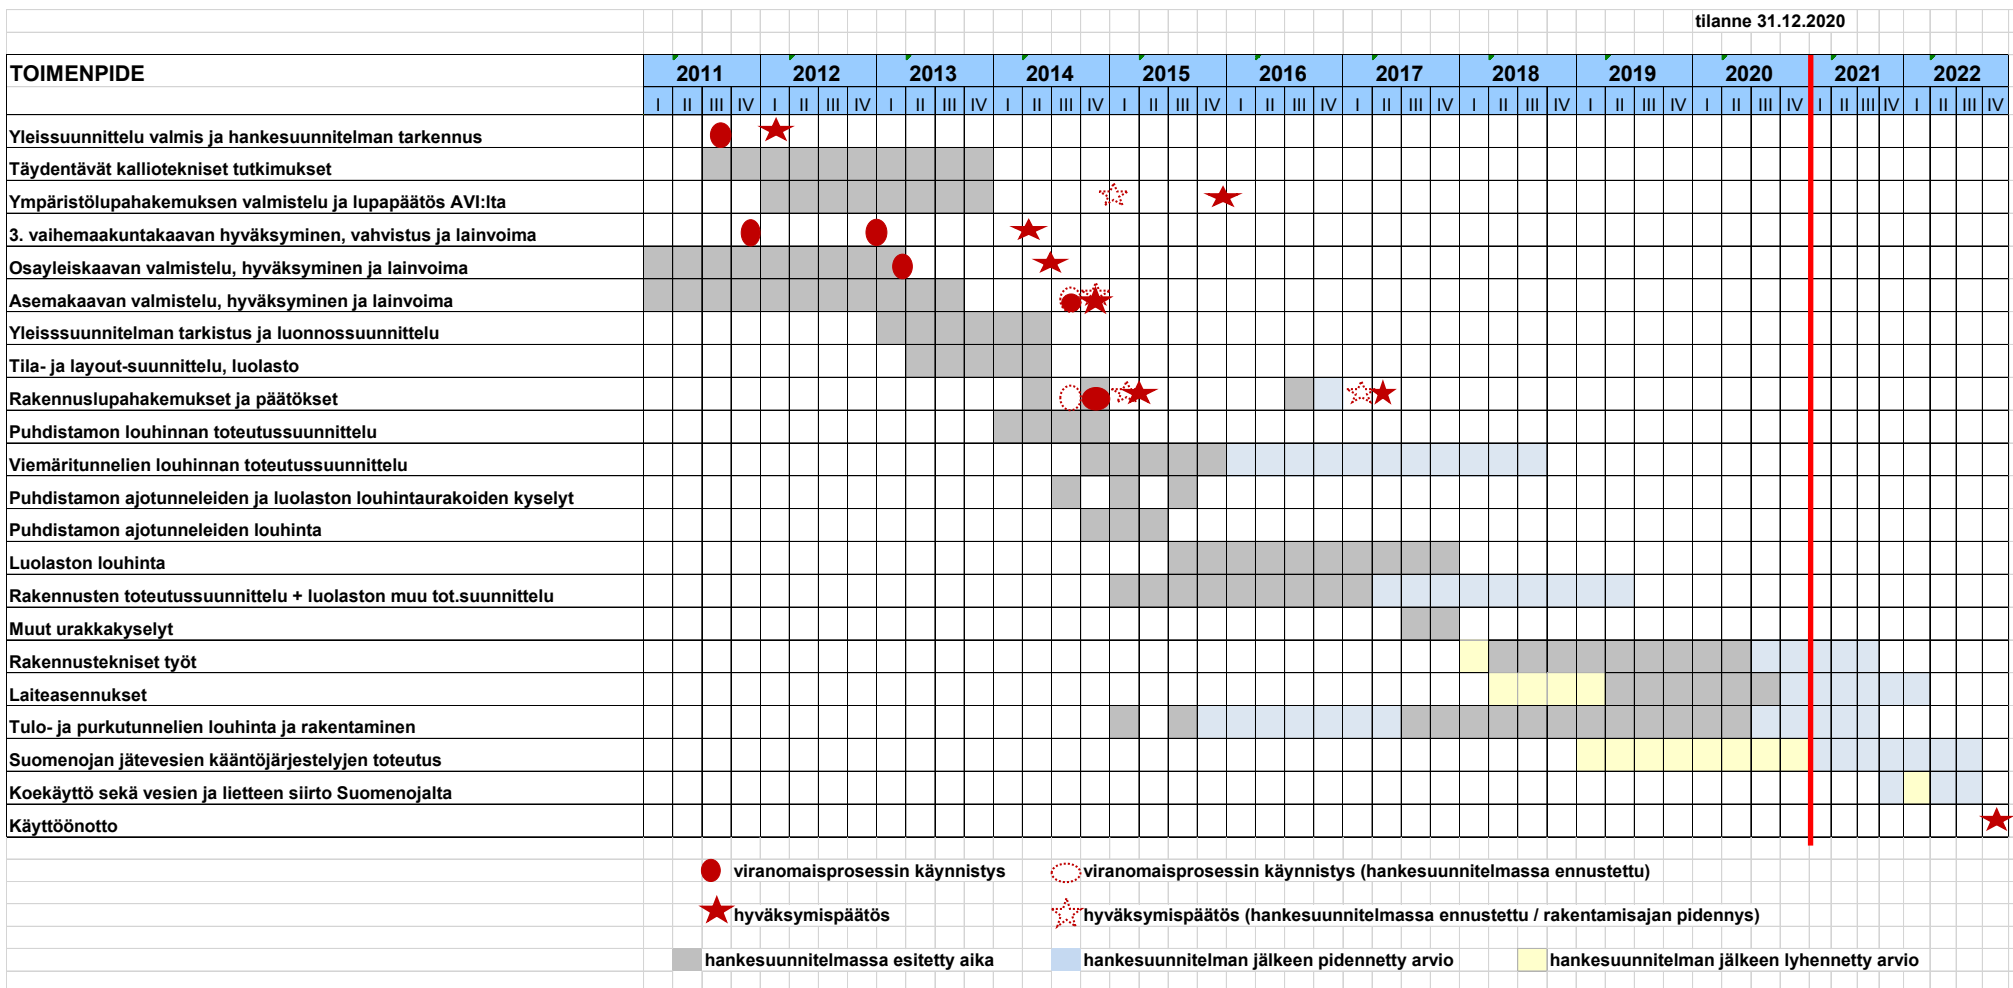 tilanne 31.12.2020
TOIMENPIDE 2011 2012 2013 2014 2015 2016 2017 2018 2019 2020 2021 2022
I II III IV I II III IV I II III IV I II III IV I II III IV I II III IV I II III IV I II III IV I II III IV I II III IV I II III IV I II III IV
Yleissuunnittelu valmis ja hankesuunnitelman tarkennus
Täydentävät kalliotekniset tutkimukset
Ympäristölupahakemuksen valmistelu ja lupapäätös AVI:lta
3. vaihemaakuntakaavan hyväksyminen, vahvistus ja lainvoima
Osayleiskaavan valmistelu, hyväksyminen ja lainvoima
Asemakaavan valmistelu, hyväksyminen ja lainvoima
Yleisssuunnitelman tarkistus ja luonnossuunnittelu
Tila- ja layout-suunnittelu, luolasto
Rakennuslupahakemukset ja päätökset
Puhdistamon louhinnan toteutussuunnittelu
Viemäritunnelien louhinnan toteutussuunnittelu
Puhdistamon ajotunneleiden ja luolaston louhintaurakoiden kyselyt
Puhdistamon ajotunneleiden louhinta
Luolaston louhinta
Rakennusten toteutussuunnittelu + luolaston muu tot.suunnittelu
Muut urakkakyselyt
Rakennustekniset työt
Laiteasennukset
Tulo- ja purkutunnelien louhinta ja rakentaminen
Suomenojan jätevesien kääntöjärjestelyjen toteutus
Koekäyttö sekä vesien ja lietteen siirto Suomenojalta
Käyttöönotto
viranomaisprosessin käynnistys viranomaisprosessin käynnistys (hankesuunnitelmassa ennustettu)
hyväksymispäätös hyväksymispäätös (hankesuunnitelmassa ennustettu / rakentamisajan pidennys)
hankesuunnitelmassa esitetty aika hankesuunnitelman jälkeen pidennetty arvio hankesuunnitelman jälkeen lyhennetty arvio